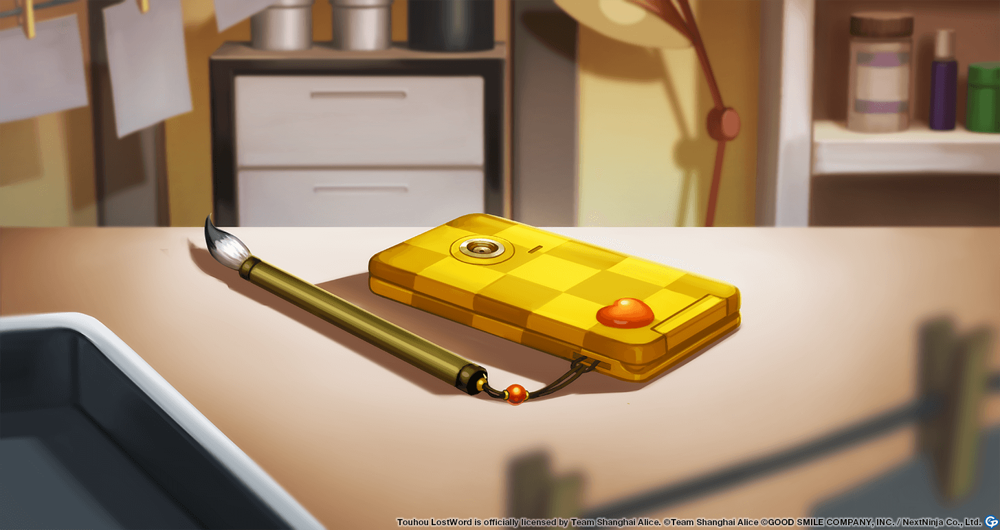 Touhou LostWord is officially licensed by Team Shanghai Alice. ©Team Shanghai Alice ©GOOD SMILE COMPANY, INC. / NextNinja Co., Ltd.